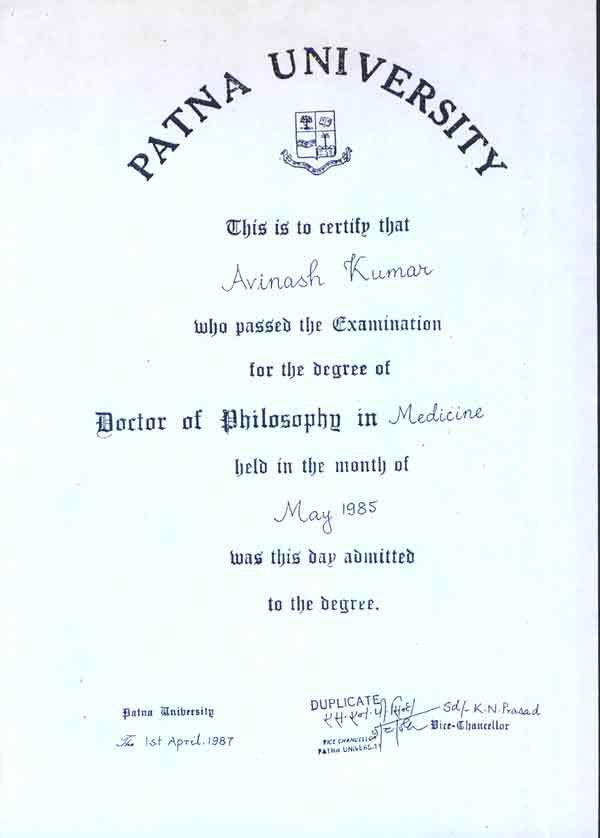 PATNA UNIVERSITY
This is to certify that
Avinash Kumar
who passed the Examination
for the degree of
Doctor of Philosophy in Medicine
held in the month of
May 1985
was this day admitted
to the degree.
Patna University
The 1st April, 1987
DUPLICATE
Sd/- K.N. Prasad
Vice-Chancellor
VICE CHANCELLOR
PATNA UNIVERSITY